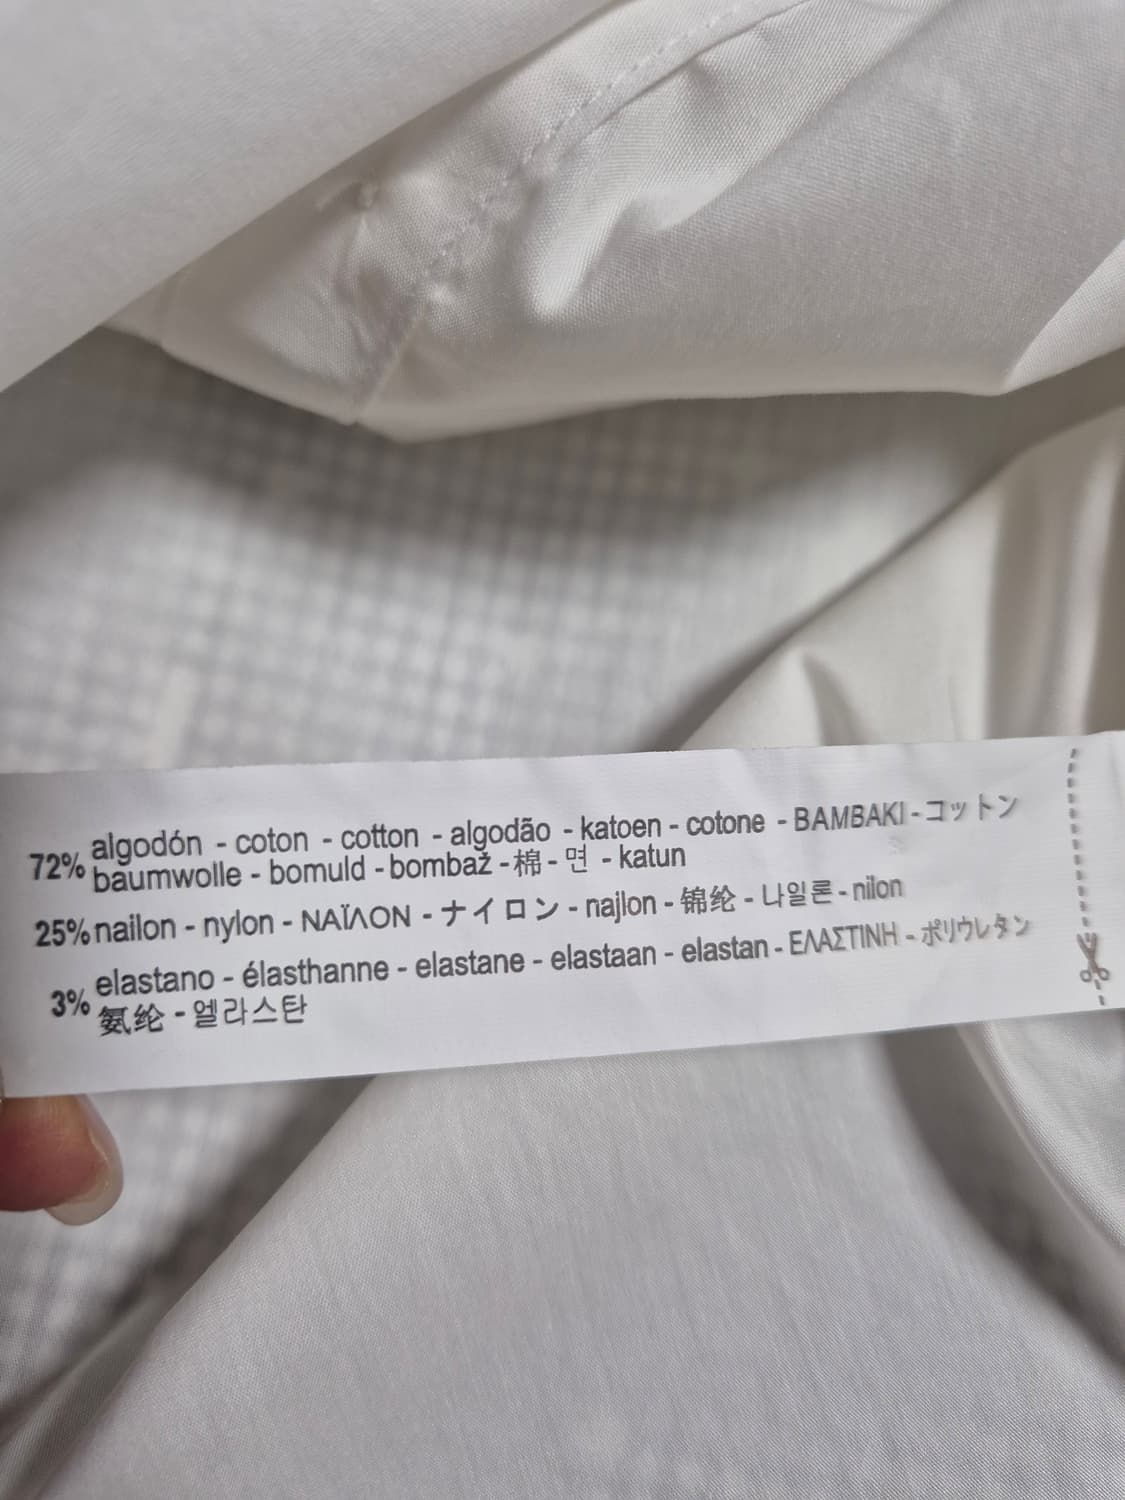 72% algodón - coton - cotton - algodão - katoen - cotone - BAMBAKI - コットン
baumwolle - bomuld - bombaž - 棉 - 면 - katun
25% nailon - nylon - NAÏΛON - ナイロン - najlon - 锦纶 - 나일론 - nilon
3% elastano - élasthanne - elastane - elastaan - elastan - ΕΛΑΣΤΙΝΗ - ポリウレタン
氨纶 - 엘라스탄